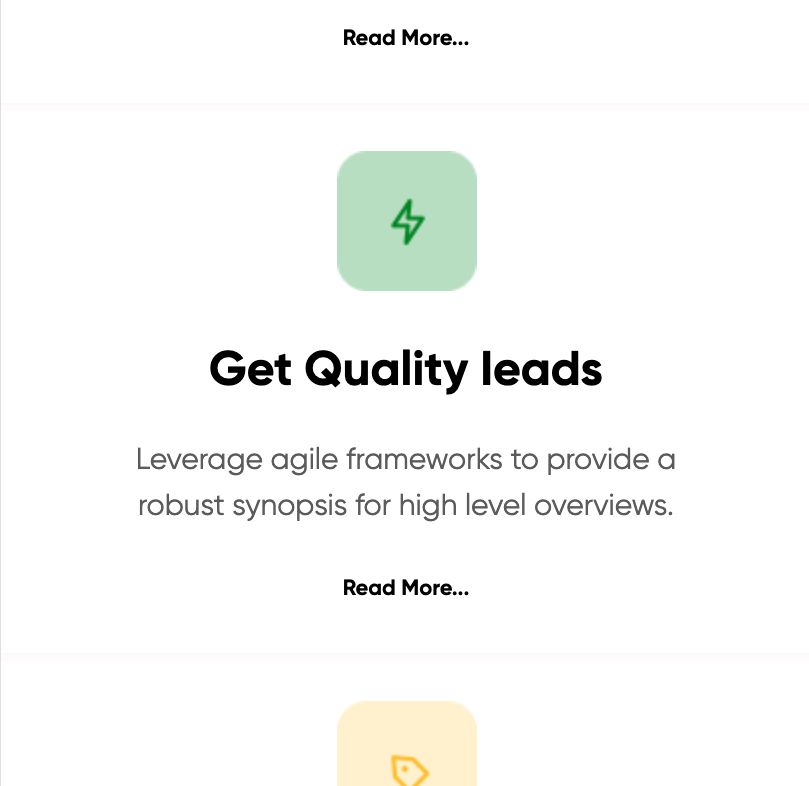 Read More...
Get Quality leads
Leverage agile frameworks to provide a
robust synopsis for high level overviews.
Read More...